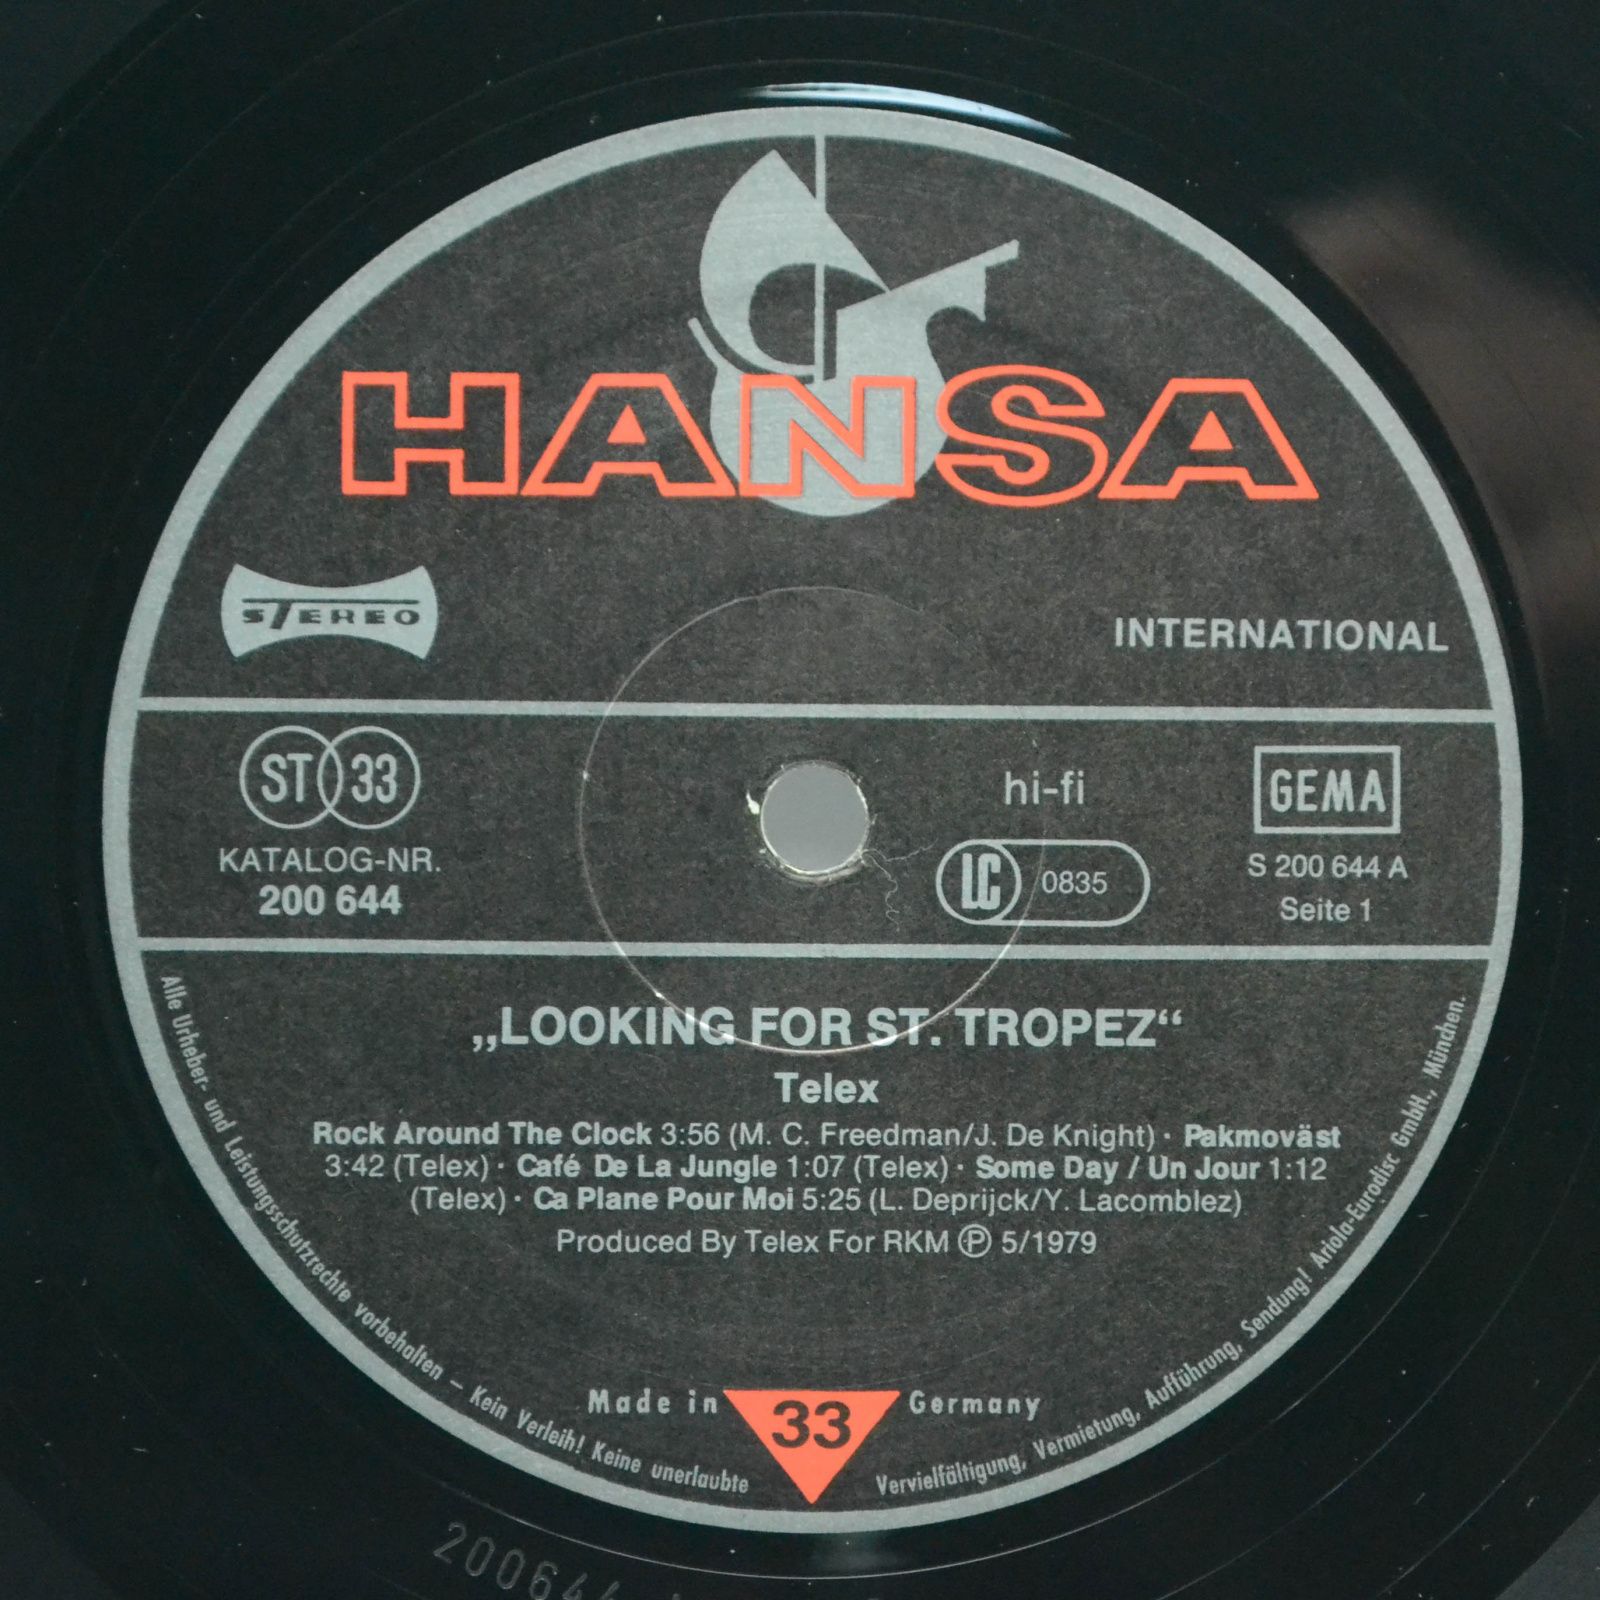 HANSA
STEREO
INTERNATIONAL
ST 33
hi-fi
GEMA
KATALOG-NR.
200 644
LC 0835
S 200 644 A
Seite 1
„LOOKING FOR ST. TROPEZ“
Telex
Rock Around The Clock 3:56 (M. C. Freedman/J. De Knight) · Pakmoväst
3:42 (Telex) · Café De La Jungle 1:07 (Telex) · Some Day / Un Jour 1:12
(Telex) · Ca Plane Pour Moi 5:25 (L. Deprijck/Y. Lacomblez)
Produced By Telex For RKM ℗ 5/1979
Made in 33 Germany
Alle Urheber- und Leistungsschutzrechte vorbehalten – Kein Verleih! Keine unerlaubte Vervielfältigung, Vermietung, Aufführung, Sendung! Ariola-Eurodisc GmbH., München.
200644